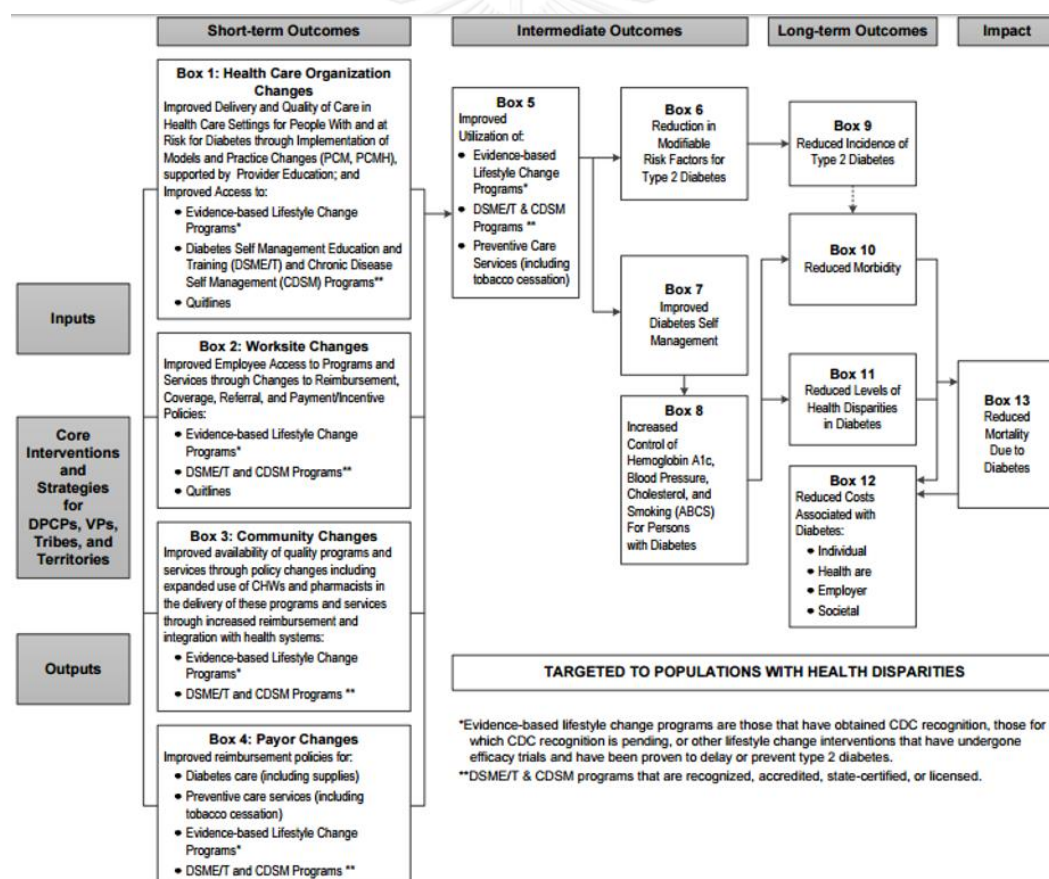 Short-term Outcomes
Intermediate Outcomes
Long-term Outcomes
Impact
Inputs
Core
Interventions
and
Strategies
for
DPCPs, VPs,
Tribes, and
Territories
Outputs
Box 1: Health Care Organization
Changes
Improved Delivery and Quality of Care in
Health Care Settings for People With and at
Risk for Diabetes through Implementation of
Models and Practice Changes (PCM, PCMH),
supported by Provider Education; and
Improved Access to:
• Evidence-based Lifestyle Change
Programs*
• Diabetes Self Management Education and
Training (DSME/T) and Chronic Disease
Self Management (CDSM) Programs**
• Quitlines
Box 2: Worksite Changes
Improved Employee Access to Programs and
Services through Changes to Reimbursement,
Coverage, Referral, and Payment/Incentive
Policies:
• Evidence-based Lifestyle Change
Programs*
• DSME/T and CDSM Programs**
• Quitlines
Box 3: Community Changes
Improved availability of quality programs and
services through policy changes including
expanded use of CHWs and pharmacists in
the delivery of these programs and services
through increased reimbursement and
integration with health systems:
• Evidence-based Lifestyle Change
Programs*
• DSME/T and CDSM Programs **
Box 4: Payor Changes
Improved reimbursement policies for:
• Diabetes care (including supplies)
• Preventive care services (including
tobacco cessation)
• Evidence-based Lifestyle Change
Programs*
• DSME/T and CDSM Programs **
Box 5
Improved
Utilization of:
• Evidence-based
Lifestyle Change
Programs*
• DSME/T & CDSM
Programs **
• Preventive Care
Services (including
tobacco cessation)
Box 6
Reduction in
Modifiable
Risk Factors for
Type 2 Diabetes
Box 7
Improved
Diabetes Self
Management
Box 8
Increased
Control of
Hemoglobin A1c,
Blood Pressure,
Cholesterol, and
Smoking (ABCS)
For Persons
with Diabetes
Box 9
Reduced Incidence of
Type 2 Diabetes
Box 10
Reduced Morbidity
Box 11
Reduced Levels of
Health Disparities
in Diabetes
Box 12
Reduced Costs
Associated with
Diabetes:
• Individual
• Health are
• Employer
• Societal
Box 13
Reduced
Mortality
Due to
Diabetes
TARGETED TO POPULATIONS WITH HEALTH DISPARITIES
*Evidence-based lifestyle change programs are those that have obtained CDC recognition, those for
which CDC recognition is pending, or other lifestyle change interventions that have undergone
efficacy trials and have been proven to delay or prevent type 2 diabetes.
**DSME/T & CDSM programs that are recognized, accredited, state-certified, or licensed.